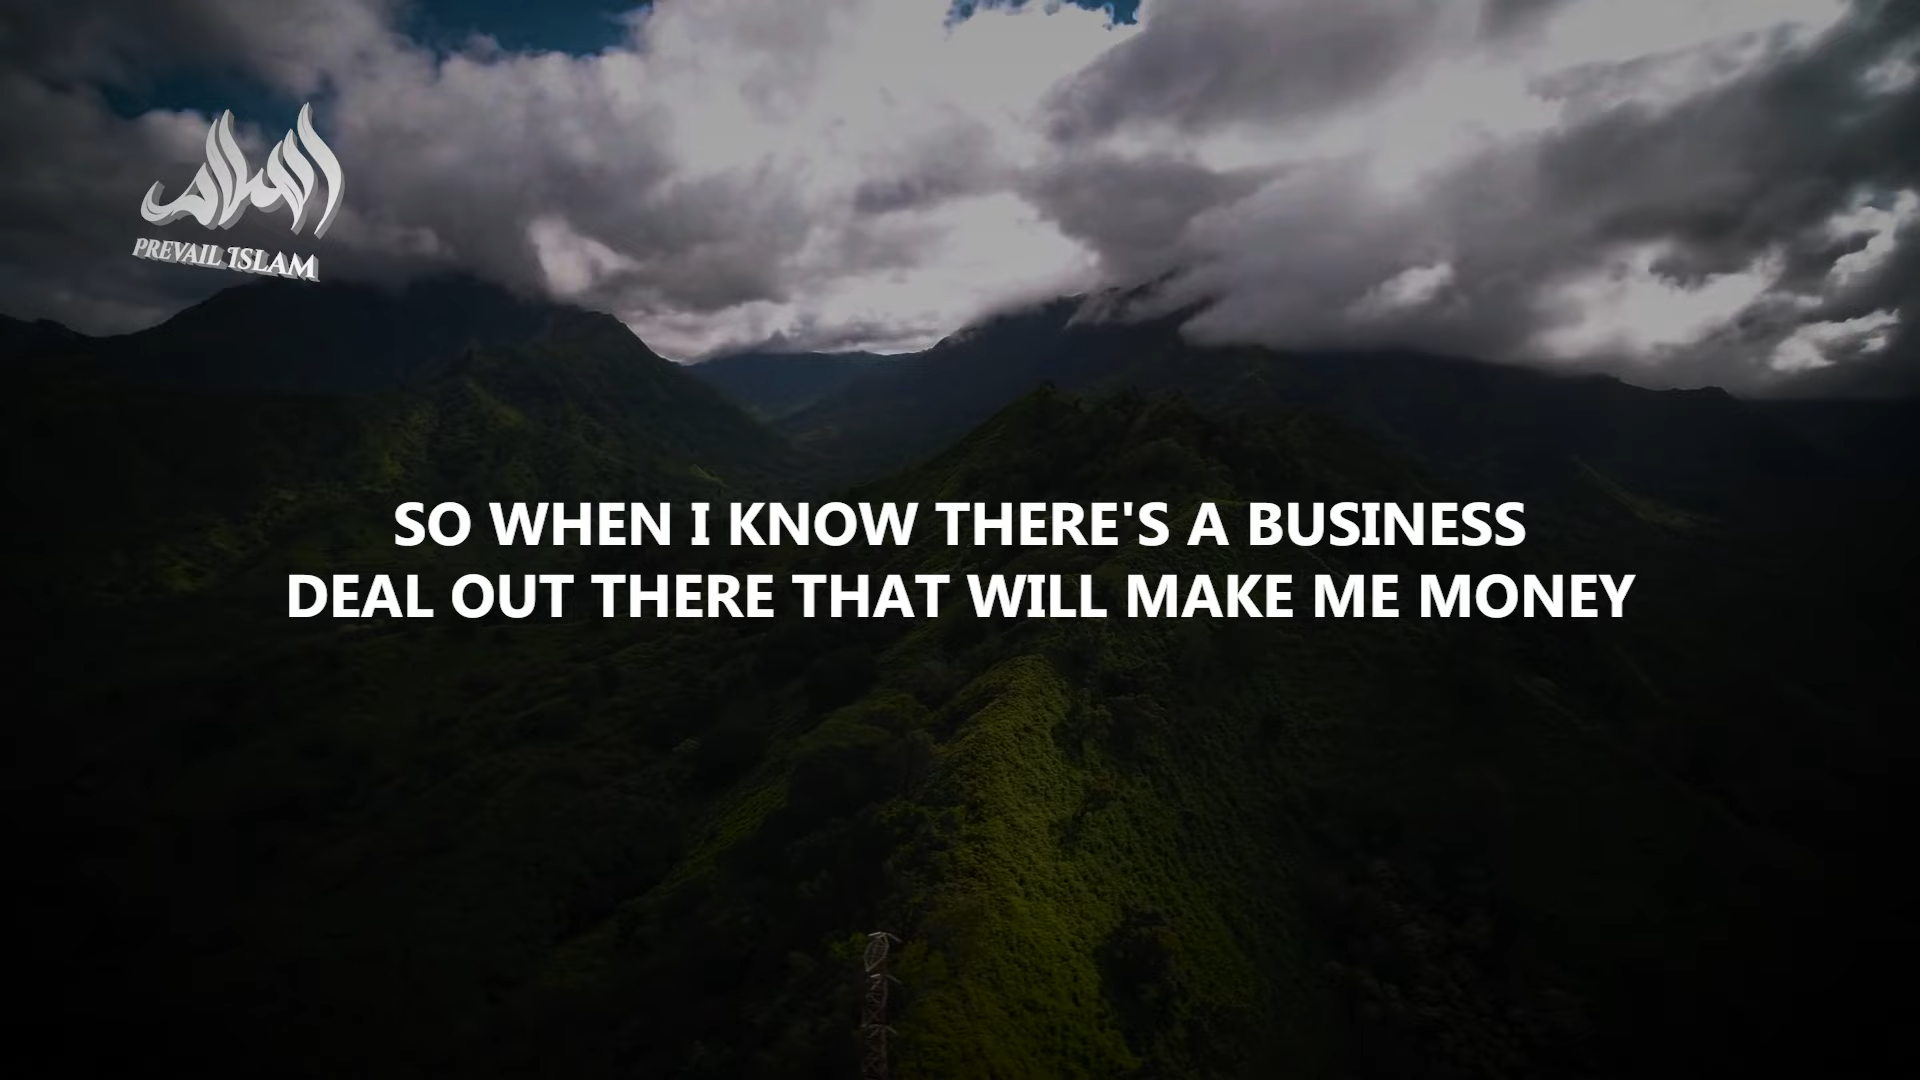 PREVAIL ISLAM
SO WHEN I KNOW THERE'S A BUSINESS
DEAL OUT THERE THAT WILL MAKE ME MONEY